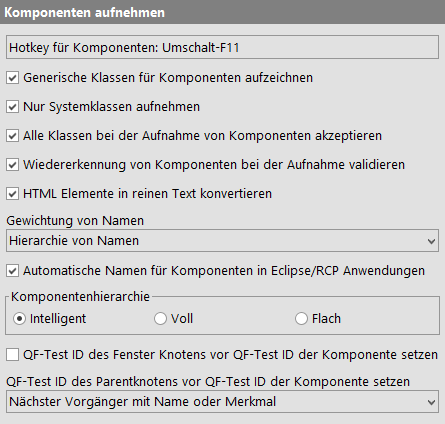 Komponenten aufnehmen
Hotkey für Komponenten: Umschalt-F11
Generische Klassen für Komponenten aufzeichnen
Nur Systemklassen aufnehmen
Alle Klassen bei der Aufnahme von Komponenten akzeptieren
Wiedererkennung von Komponenten bei der Aufnahme validieren
HTML Elemente in reinen Text konvertieren
Gewichtung von Namen
Hierarchie von Namen
Automatische Namen für Komponenten in Eclipse/RCP Anwendungen
Komponentenhierarchie
Intelligent Voll Flach
QF-Test ID des Fenster Knotens vor QF-Test ID der Komponente setzen
QF-Test ID des Parentknotens vor QF-Test ID der Komponente setzen
Nächster Vorgänger mit Name oder Merkmal